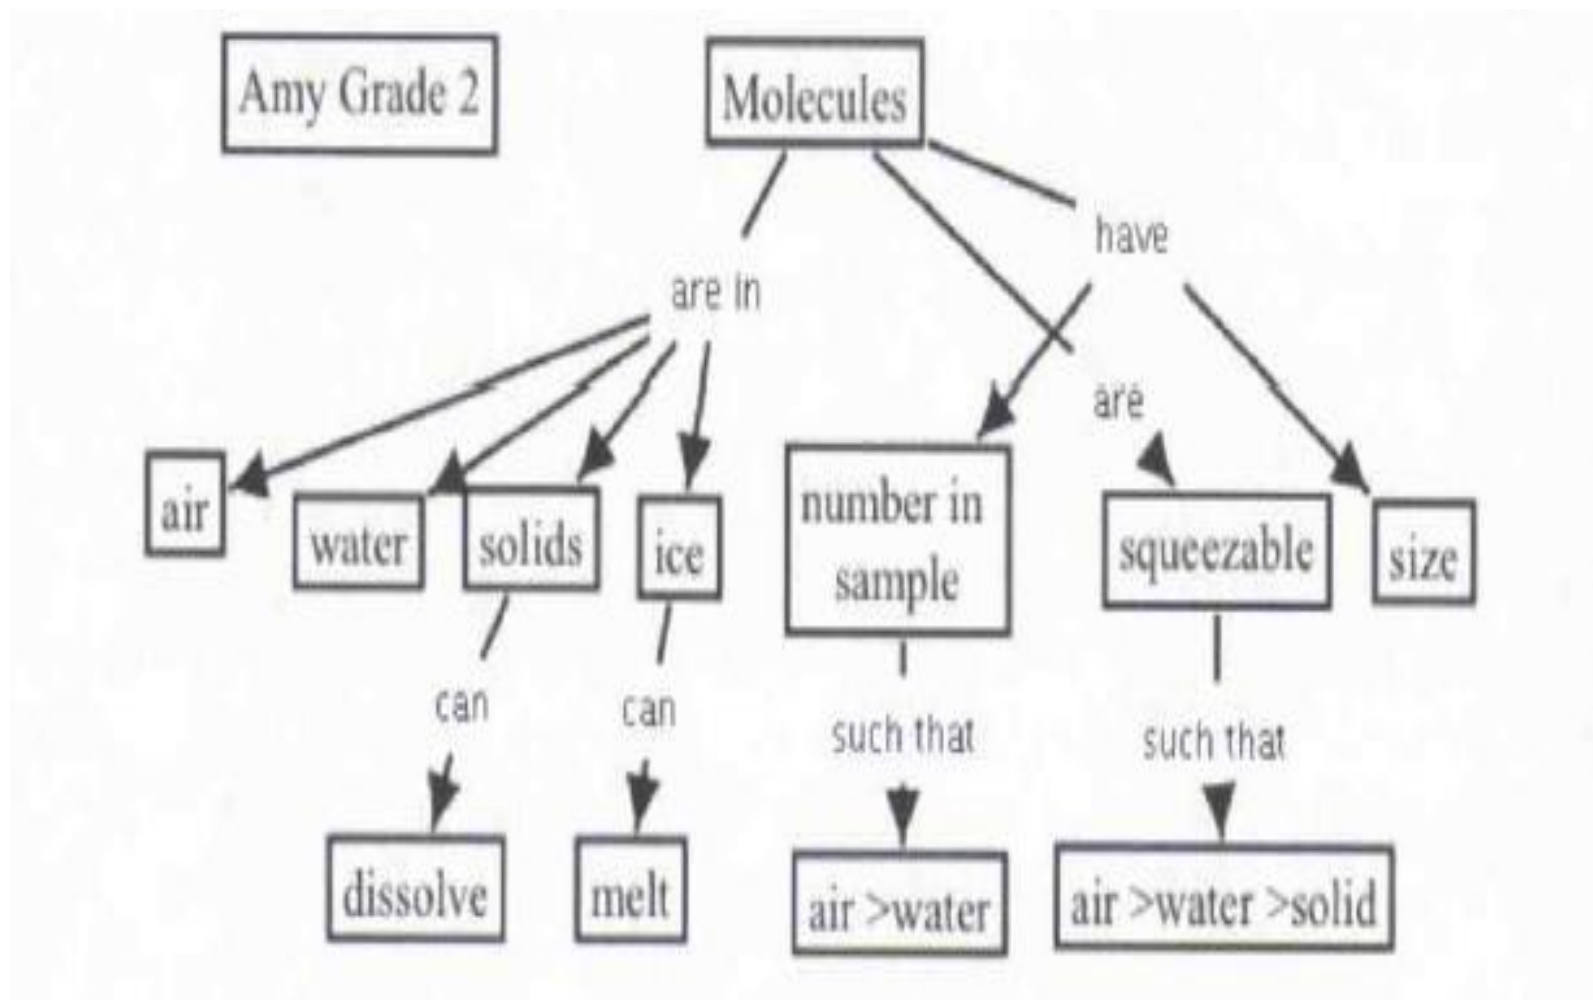 Amy Grade 2
Molecules
have
are in
are
air
water
solids
ice
number in
sample
squeezable
size
can
can
such that
such that
dissolve
melt
air >water
air >water >solid